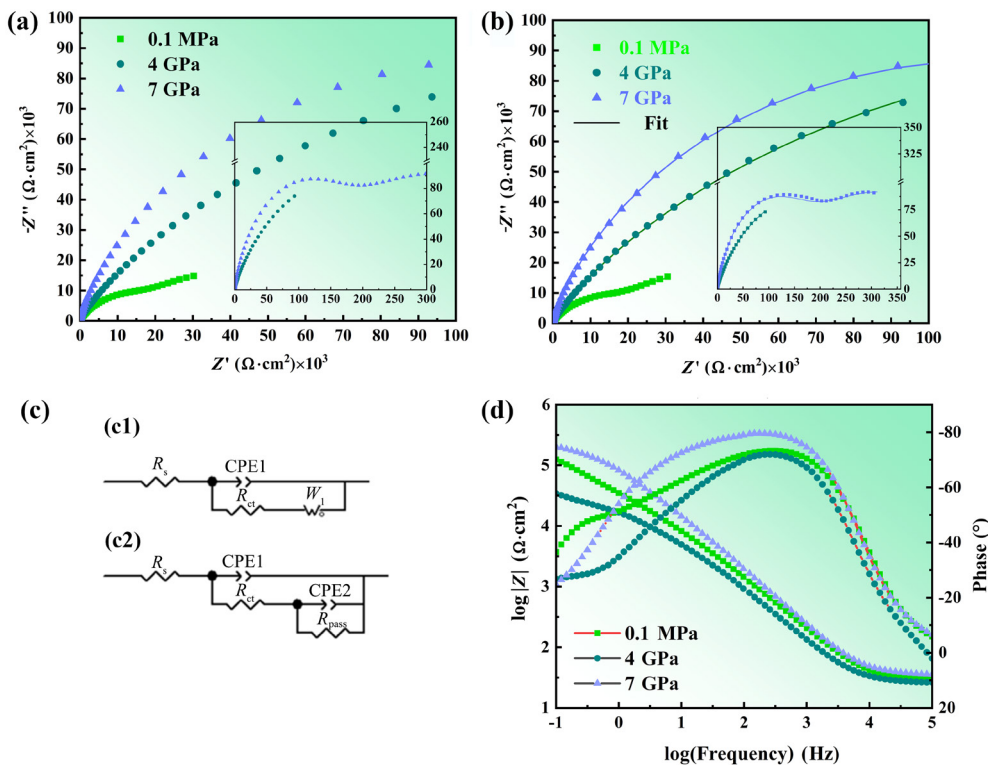 (a)
100
90
80
70
60
50
40
30
20
10
0
-Z'' (Ω·cm²)×10³
0.1 MPa
4 GPa
7 GPa
260
240
80
60
40
20
0
0 50 100 150 200 250 300
0 10 20 30 40 50 60 70 80 90 100
Z' (Ω·cm²)×10³
(b)
100
90
80
70
60
50
40
30
20
10
0
-Z'' (Ω·cm²)×10³
0.1 MPa
4 GPa
7 GPa
Fit
350
325
75
50
25
0
0 50 100 150 200 250 300 350
0 10 20 30 40 50 60 70 80 90 100
Z' (Ω·cm²)×10³
(c)
(c1)
Rs
CPE1
Rct
W1
(c2)
Rs
CPE1
Rct
CPE2
Rpass
(d)
6
5
4
3
2
1
log|Z| (Ω·cm²)
0.1 MPa
4 GPa
7 GPa
-80
-60
-40
-20
0
20
Phase (°)
-1 0 1 2 3 4 5
log(Frequency) (Hz)